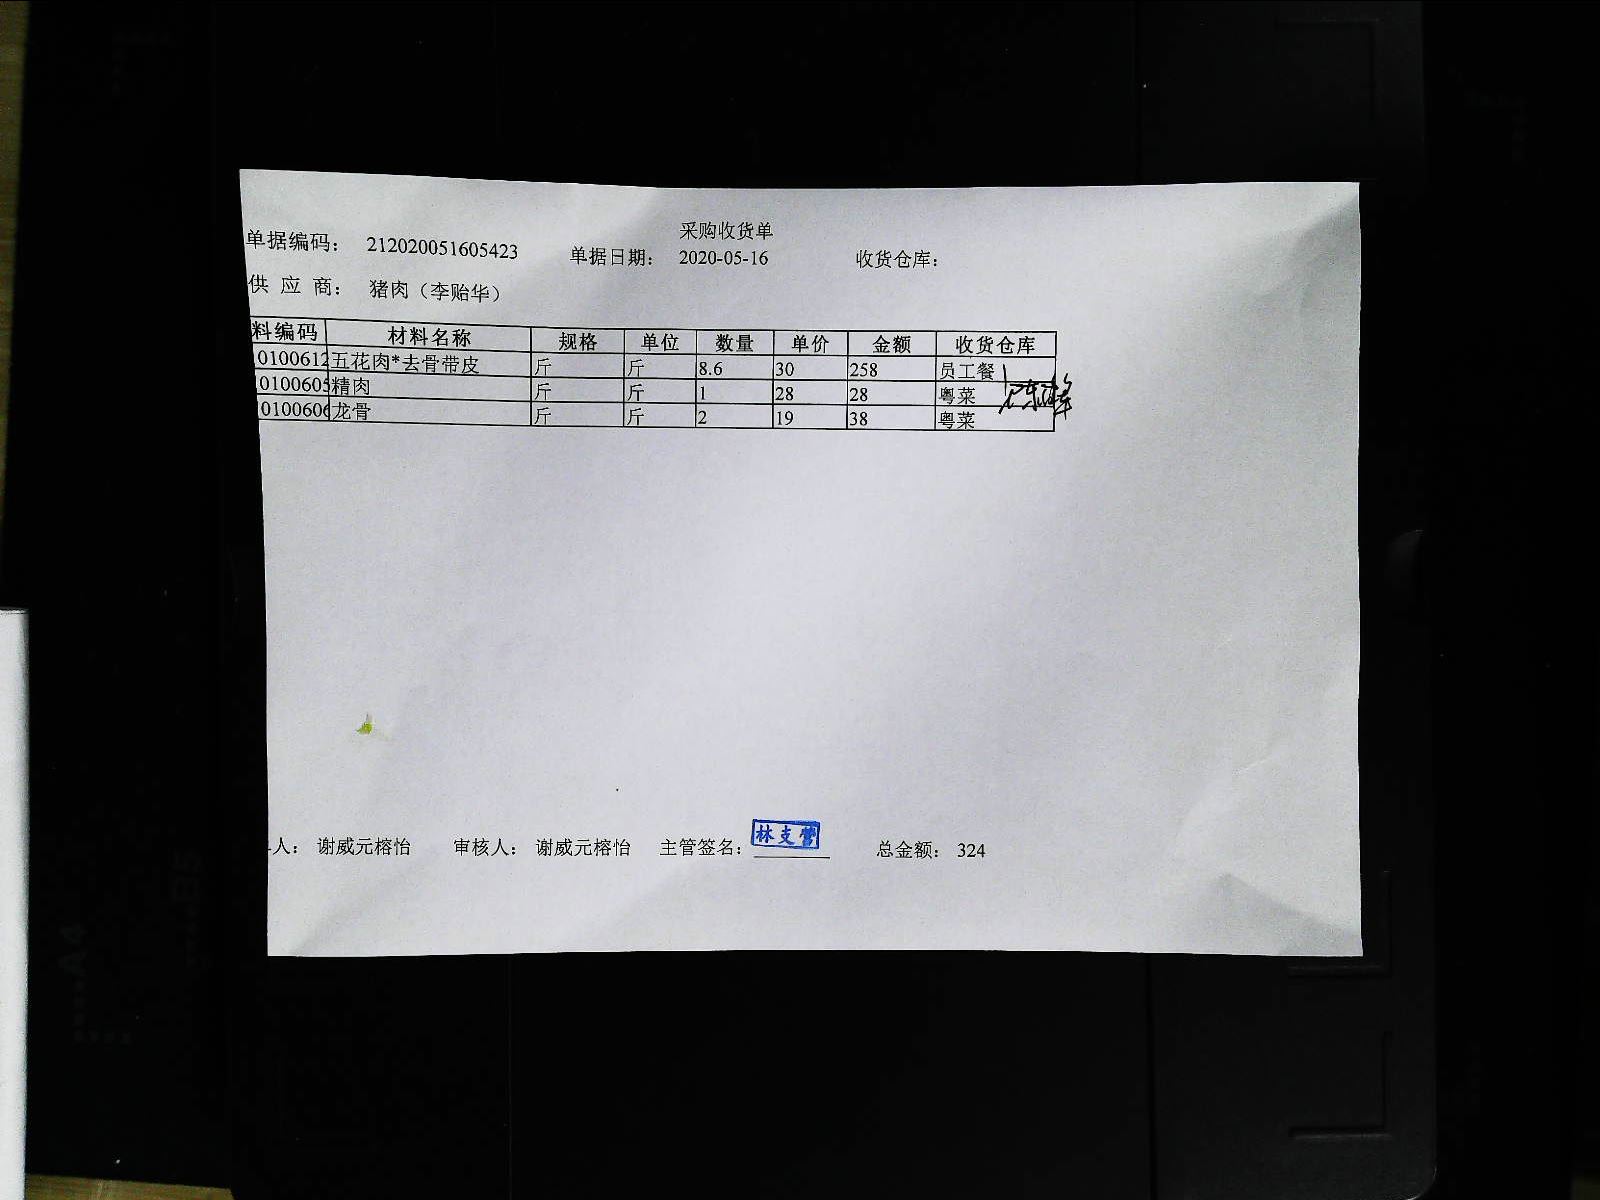 采购收货单
单据编码： 212020051605423 单据日期： 2020-05-16 收货仓库：
供 应 商： 猪肉（李贻华）
料编码 材料名称 规格 单位 数量 单价 金额 收货仓库
0100612 五花肉*去骨带皮 斤 斤 8.6 30 258 员工餐
0100605 精肉 斤 斤 1 28 28 粤菜
0100606 龙骨 斤 斤 2 19 38 粤菜
人： 谢威元榕怡 审核人： 谢威元榕怡 主管签名： 林支营 总金额： 324
A4
B5